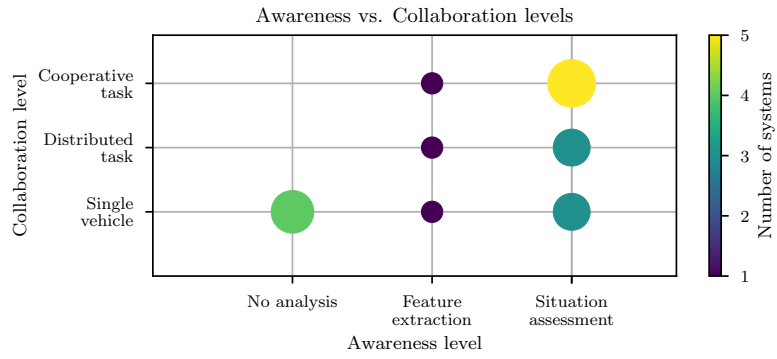 Awareness vs. Collaboration levels
Collaboration level
Cooperative
task
Distributed
task
Single
vehicle
No analysis
Feature
extraction
Situation
assessment
Awareness level
5
4
3
2
1
Number of systems